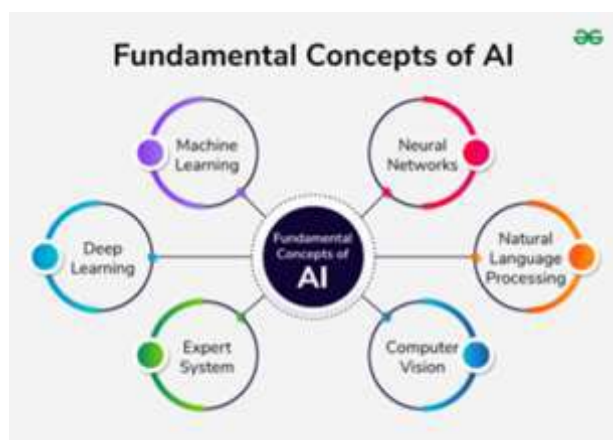 Fundamental Concepts of AI
Machine
Learning
Neural
Networks
Deep
Learning
Fundamental
Concepts of
AI
Natural
Language
Processing
Expert
System
Computer
Vision